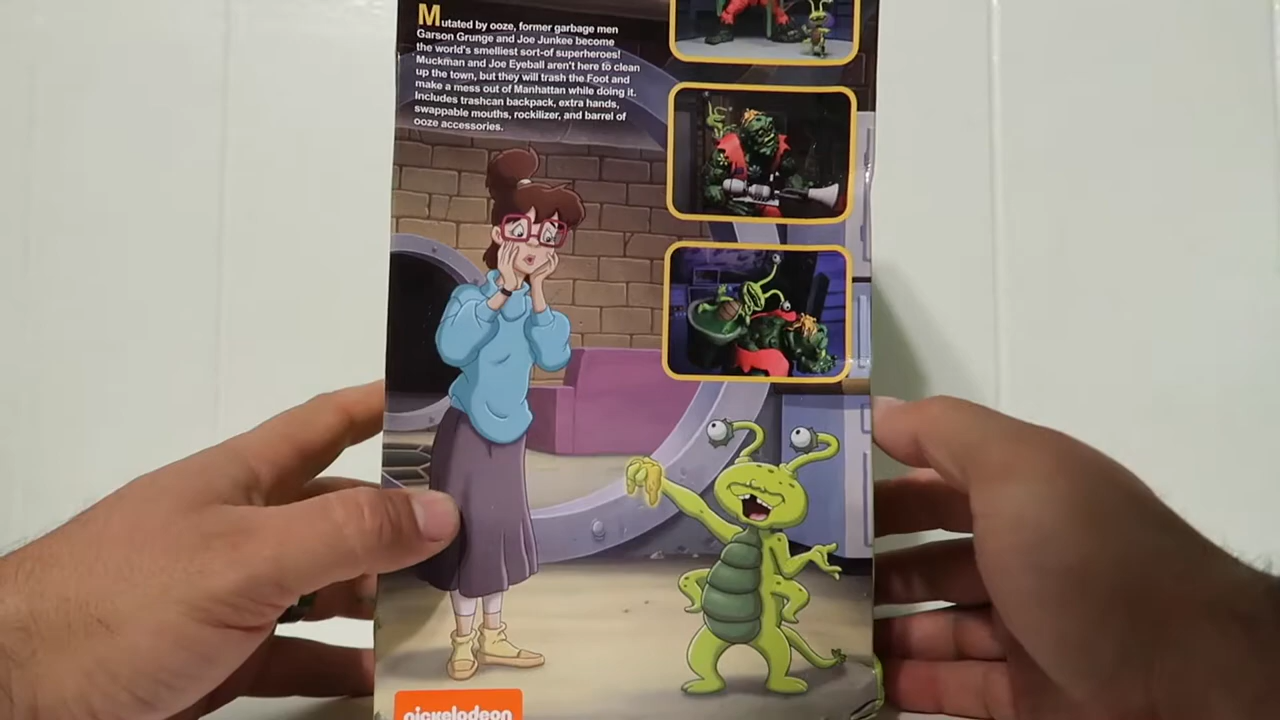 Mutated by ooze, former garbage men
Garson Grunge and Joe Junkee become
the world's smelliest sort-of superheroes!
Muckman and Joe Eyeball aren't here to clean
up the town, but they will trash the Foot and
make a mess out of Manhattan while doing it.
Includes trashcan backpack, extra hands,
swappable mouths, rockilizer, and barrel of
ooze accessories.
nickelodeon